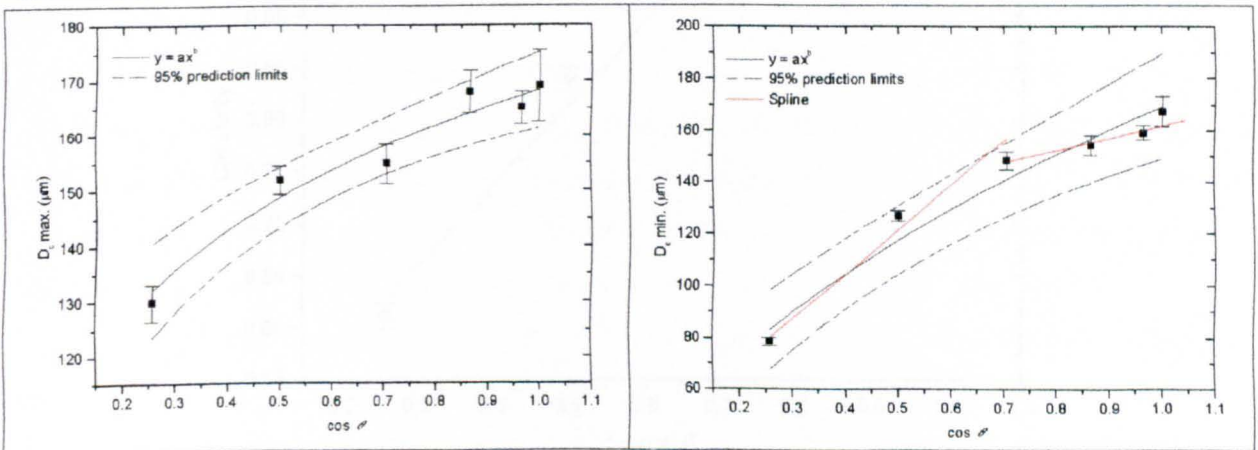 180
170
160
150
140
130
120
0.2 0.3 0.4 0.5 0.6 0.7 0.8 0.9 1.0 1.1
D_c max. (μm)
cos θ
y = ax^b
95% prediction limits
200
180
160
140
120
100
80
60
0.2 0.3 0.4 0.5 0.6 0.7 0.8 0.9 1.0 1.1
D_c min. (μm)
cos θ
y = ax^b
95% prediction limits
Spline